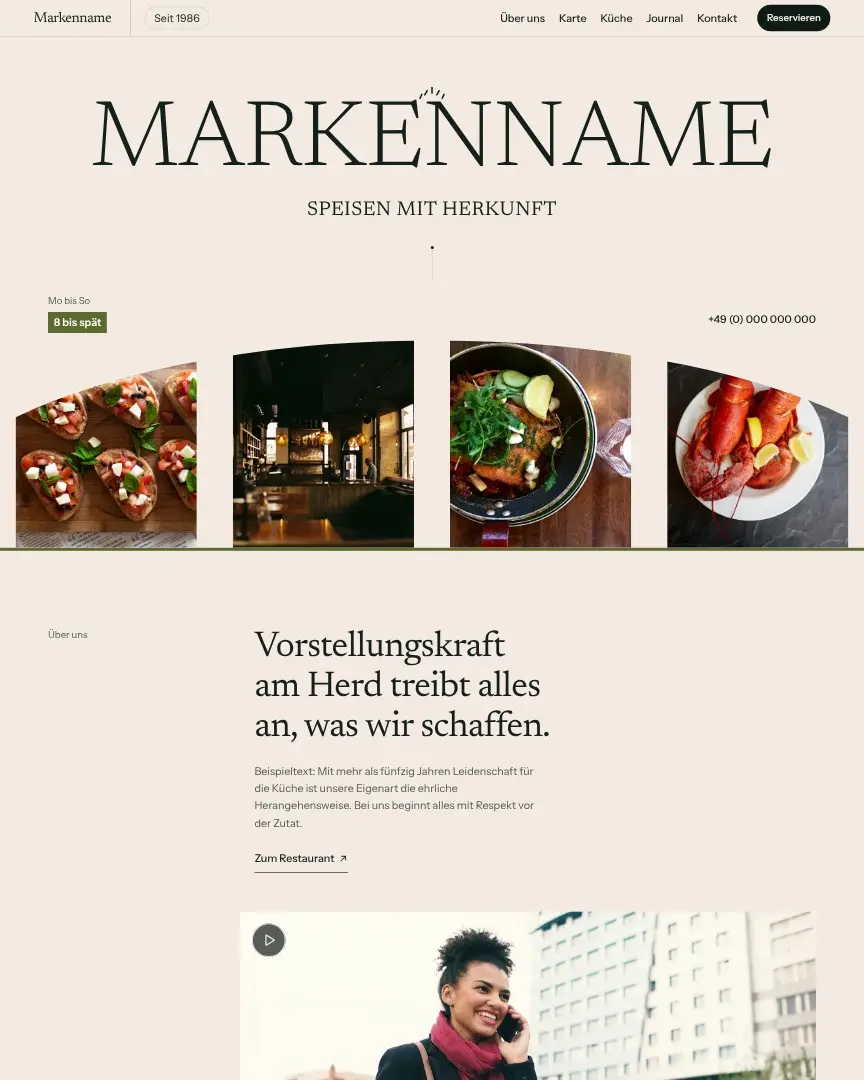 Markenname
Seit 1986
Über uns
Karte
Küche
Journal
Kontakt
Reservieren
MARKENNAME
SPEISEN MIT HERKUNFT
Mo bis So
8 bis spät
+49 (0) 000 000 000
Über uns
Vorstellungskraft
am Herd treibt alles
an, was wir schaffen.
Beispieltext: Mit mehr als fünfzig Jahren Leidenschaft für
die Küche ist unsere Eigenart die ehrliche
Herangehensweise. Bei uns beginnt alles mit Respekt vor
der Zutat.
Zum Restaurant